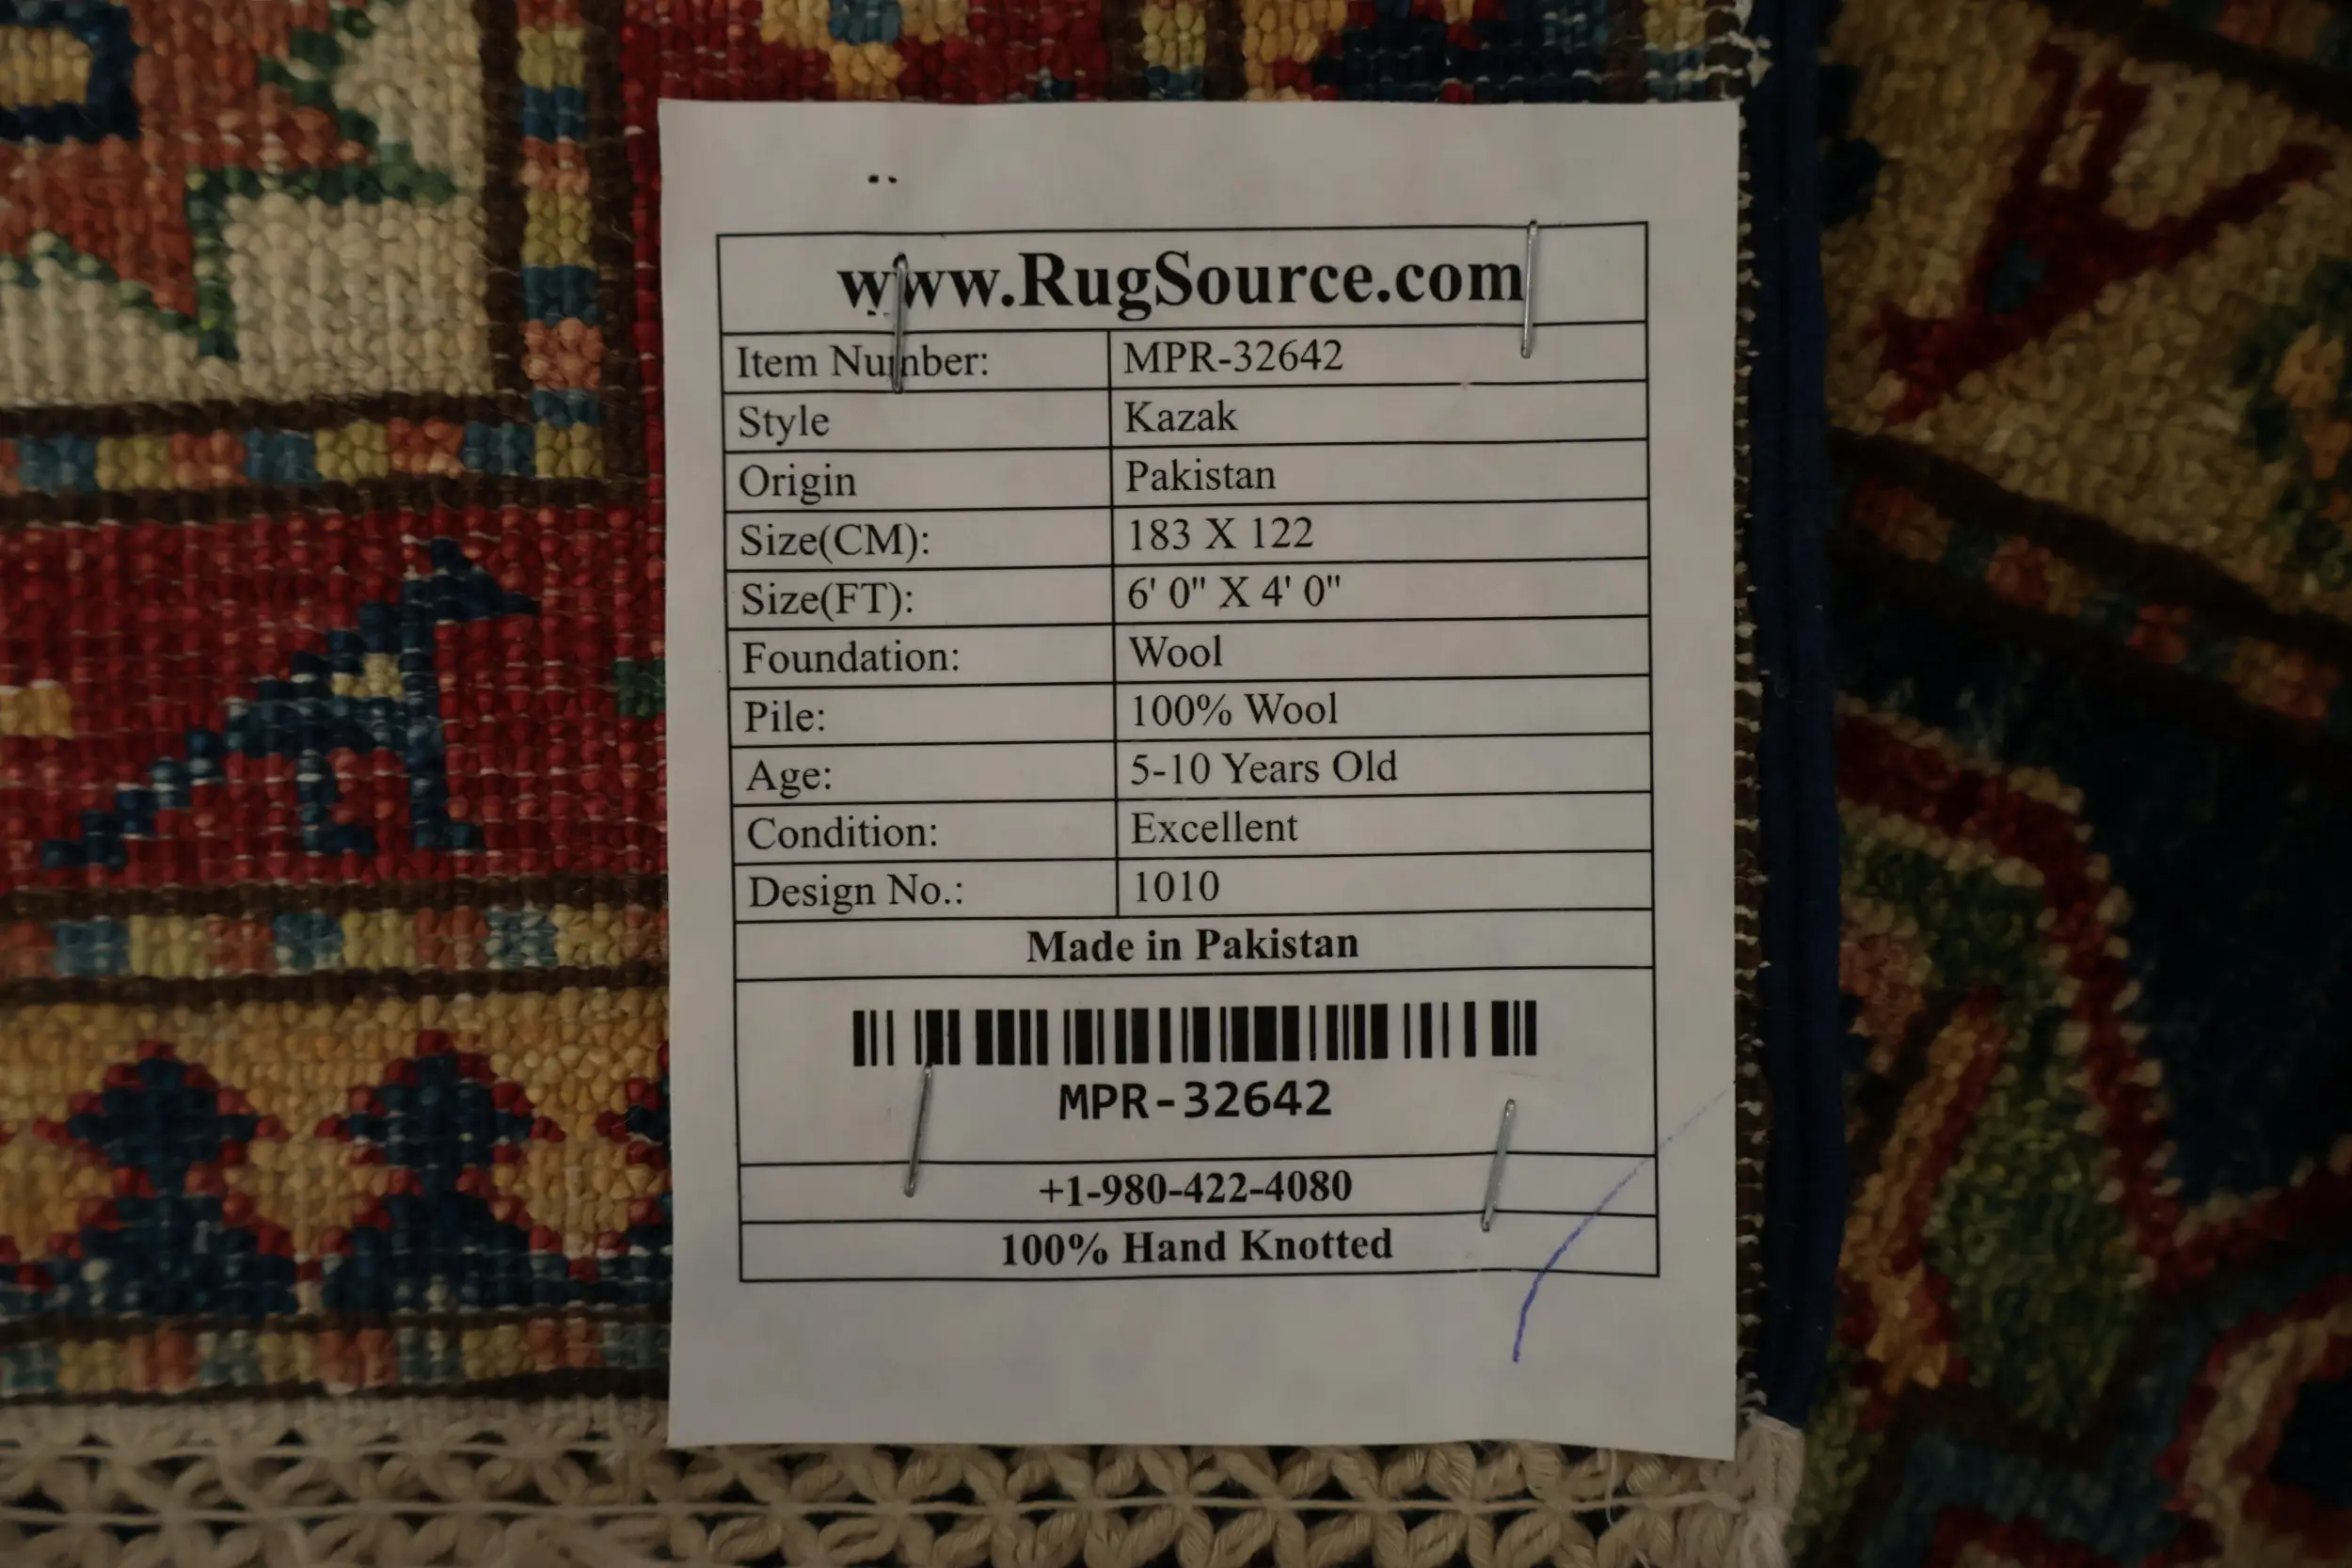 www.RugSource.com
Item Number: MPR-32642
Style Kazak
Origin Pakistan
Size(CM): 183 X 122
Size(FT): 6' 0" X 4' 0"
Foundation: Wool
Pile: 100% Wool
Age: 5-10 Years Old
Condition: Excellent
Design No.: 1010
Made in Pakistan
MPR-32642
+1-980-422-4080
100% Hand Knotted